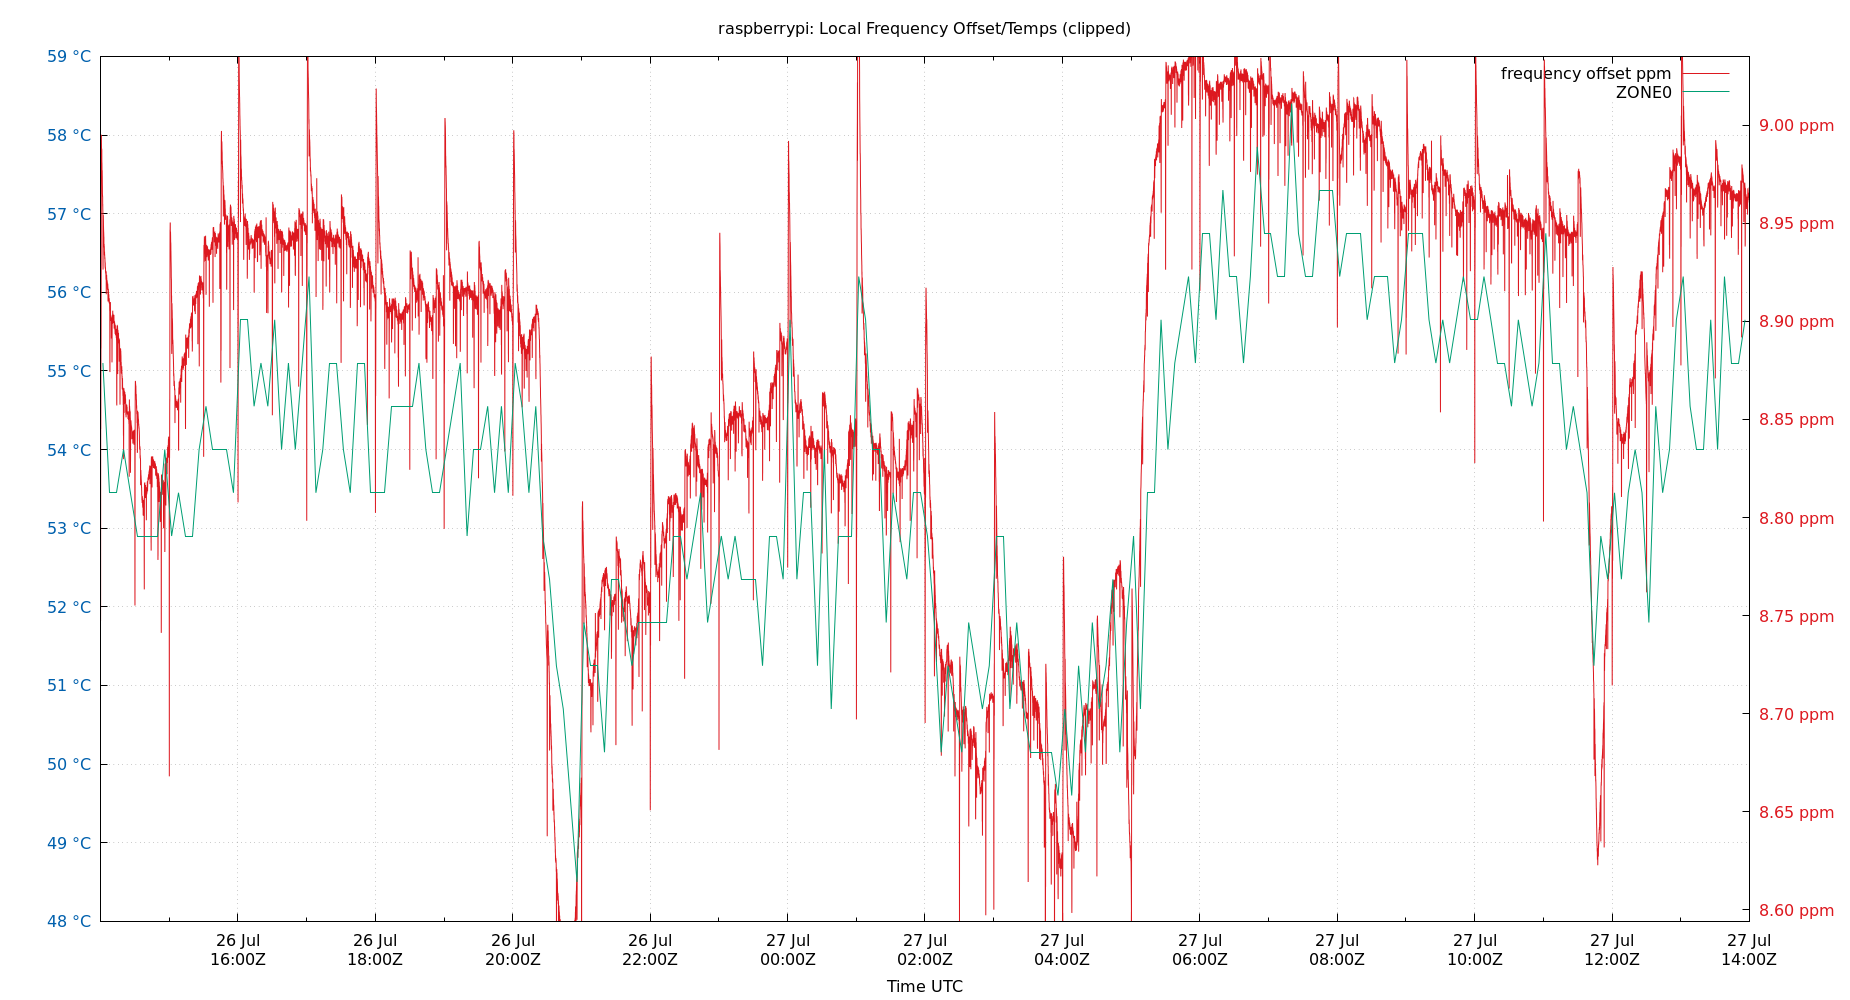 raspberrypi: Local Frequency Offset/Temps (clipped)
59 °C
58 °C
57 °C
56 °C
55 °C
54 °C
53 °C
52 °C
51 °C
50 °C
49 °C
48 °C
frequency offset ppm
ZONE0
9.00 ppm
8.95 ppm
8.90 ppm
8.85 ppm
8.80 ppm
8.75 ppm
8.70 ppm
8.65 ppm
8.60 ppm
26 Jul 26 Jul 26 Jul 26 Jul 27 Jul 27 Jul 27 Jul 27 Jul 27 Jul 27 Jul 27 Jul 27 Jul
16:00Z 18:00Z 20:00Z 22:00Z 00:00Z 02:00Z 04:00Z 06:00Z 08:00Z 10:00Z 12:00Z 14:00Z
Time UTC